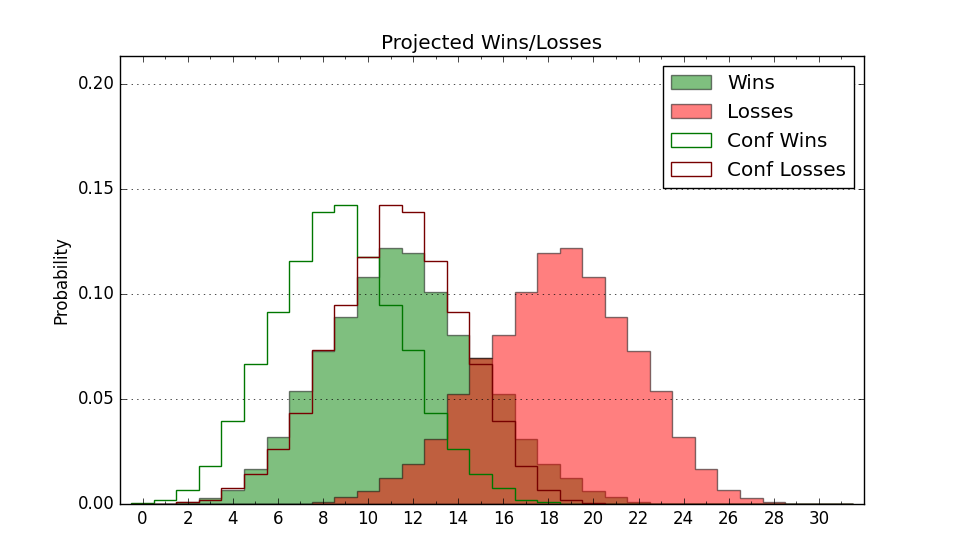 Projected Wins/Losses
0.20
0.15
0.10
0.05
0.00
Probability
Wins
Losses
Conf Wins
Conf Losses
0 2 4 6 8 10 12 14 16 18 20 22 24 26 28 30